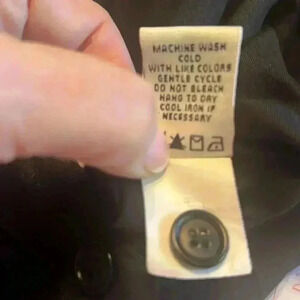 MACHINE WASH
COLD
WITH LIKE COLORS
GENTLE CYCLE
DO NOT BLEACH
HANG TO DRY
COOL IRON IF
NECESSARY